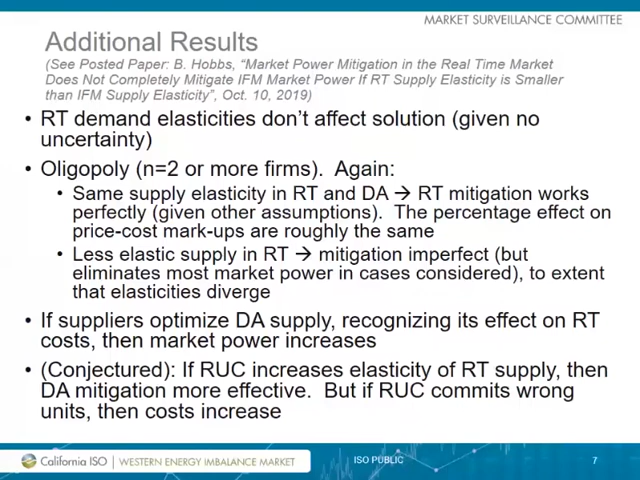 MARKET SURVEILLANCE COMMITTEE
Additional Results
(See Posted Paper: B. Hobbs, “Market Power Mitigation in the Real Time Market
Does Not Completely Mitigate IFM Market Power If RT Supply Elasticity is Smaller
than IFM Supply Elasticity”, Oct. 10, 2019)
• RT demand elasticities don’t affect solution (given no
uncertainty)
• Oligopoly (n=2 or more firms). Again:
• Same supply elasticity in RT and DA → RT mitigation works
perfectly (given other assumptions). The percentage effect on
price-cost mark-ups are roughly the same
• Less elastic supply in RT → mitigation imperfect (but
eliminates most market power in cases considered), to extent
that elasticities diverge
• If suppliers optimize DA supply, recognizing its effect on RT
costs, then market power increases
• (Conjectured): If RUC increases elasticity of RT supply, then
DA mitigation more effective. But if RUC commits wrong
units, then costs increase
California ISO | WESTERN ENERGY IMBALANCE MARKET
ISO PUBLIC
7